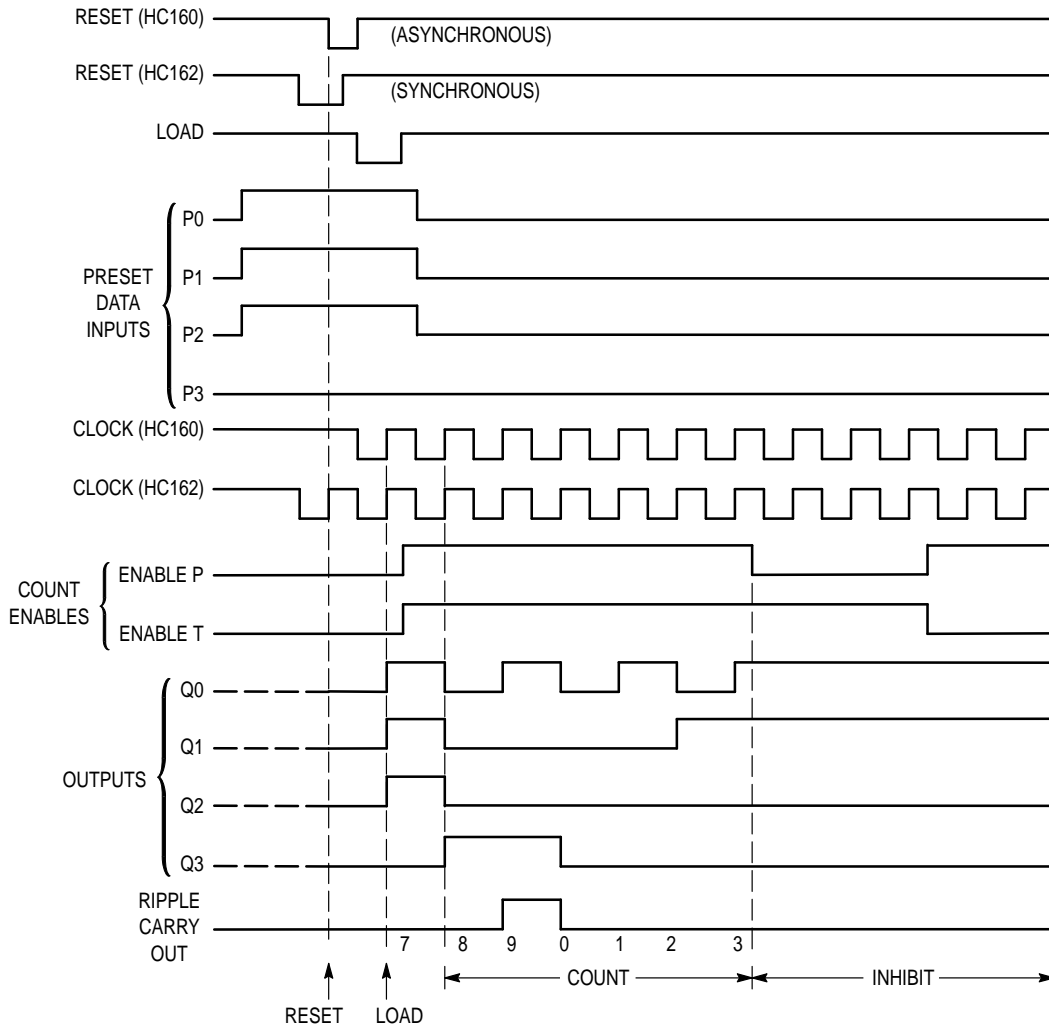 RESET (HC160)
(ASYNCHRONOUS)
RESET (HC162)
(SYNCHRONOUS)
LOAD
PRESET
DATA
INPUTS
P0
P1
P2
P3
CLOCK (HC160)
CLOCK (HC162)
COUNT
ENABLES
ENABLE P
ENABLE T
OUTPUTS
Q0
Q1
Q2
Q3
RIPPLE
CARRY
OUT
7 8 9 0 1 2 3
COUNT
INHIBIT
RESET LOAD